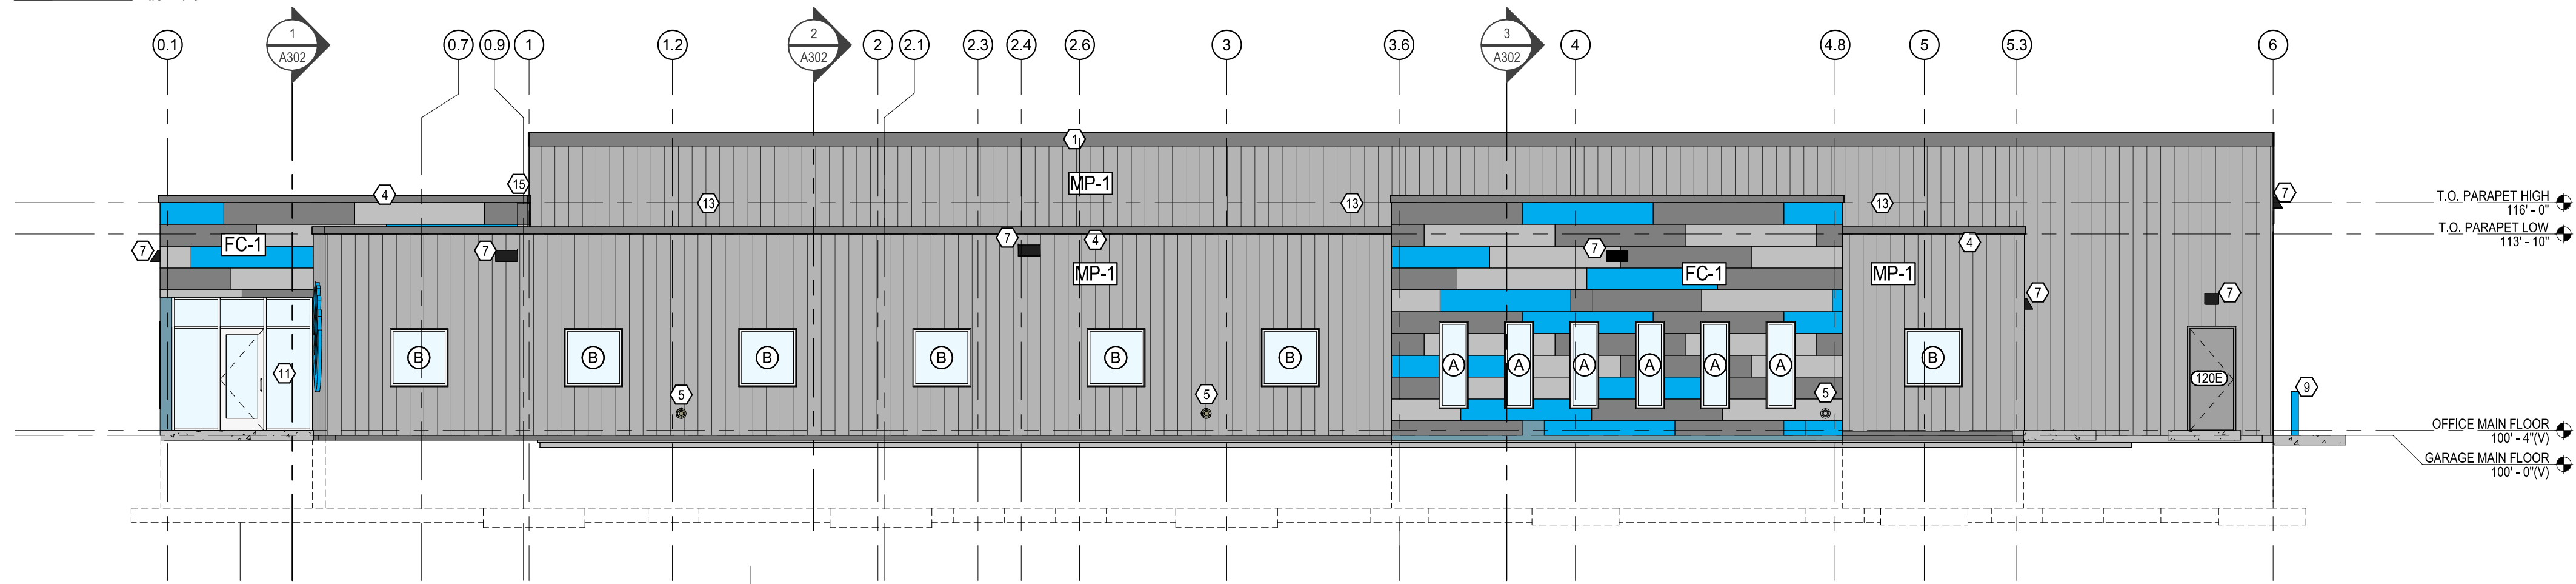 0.1
1
A302
0.7
0.9
1
1.2
2
A302
2
2.1
2.3
2.4
2.6
3
3.6
3
A302
4
4.8
5
5.3
6
1
MP-1
15
4
13
13
13
7
T.O. PARAPET HIGH
116' - 0"
T.O. PARAPET LOW
113' - 10"
7
FC-1
7
7
4
MP-1
7
FC-1
MP-1
4
7
7
11
B
B
B
B
B
B
A
A
A
A
A
A
B
120E
9
5
5
5
OFFICE MAIN FLOOR
100' - 4"(V)
GARAGE MAIN FLOOR
100' - 0"(V)